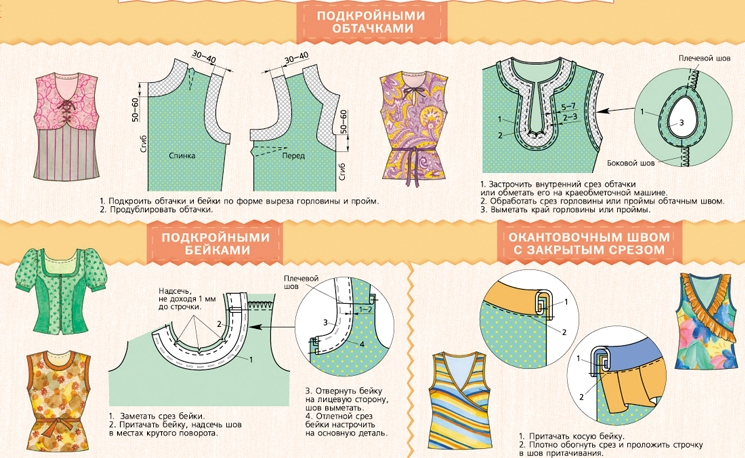 ПОДКРОЙНЫМИ
ОБТАЧКАМИ
30–40
50–60
Сгиб
Спинка
30–40
50–60
Сгиб
Перед
1. Подкроить обтачки и бейки по форме выреза горловины и пройм.
2. Продублировать обтачки.
5–7
2–3
1
2
Плечевой шов
1
3
2
Боковой шов
1. Застрочить внутренний срез обтачки
или обметать его на краеобметочной машине.
2. Обработать срез горловины или проймы обтачным швом.
3. Выметать край горловины или проймы.
ПОДКРОЙНЫМИ
БЕЙКАМИ
Надсечь,
не доходя 1 мм
до строчки.
2
1
Плечевой
шов
1–2
3
4
1. Заметать срез бейки.
2. Притачать бейку, надсечь шов
в местах крутого поворота.
3. Отвернуть бейку
на лицевую сторону,
шов выметать.
4. Отлетной срез
бейки настрочить
на основную деталь.
ОКАНТОВОЧНЫМ ШВОМ
С ЗАКРЫТЫМ СРЕЗОМ
1
2
1
2
1. Притачать косую бейку.
2. Плотно обогнуть срез и проложить строчку
в шов притачивания.